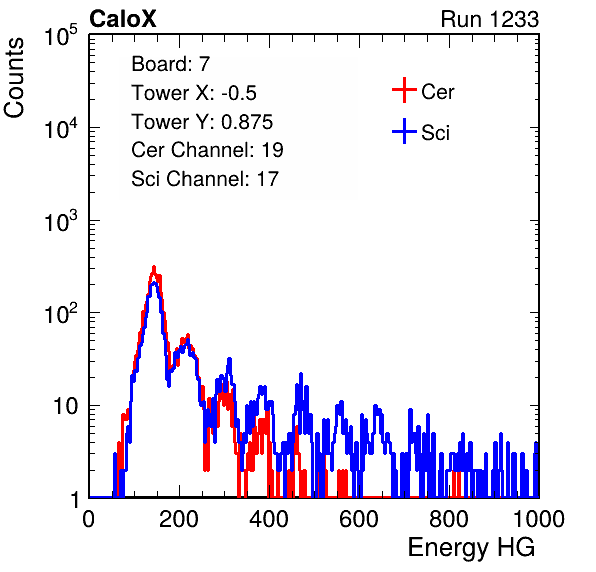 CaloX Run 1233
Counts
10^5
10^4
10^3
10^2
10
1
Board: 7
Tower X: -0.5
Tower Y: 0.875
Cer Channel: 19
Sci Channel: 17
Cer
Sci
0 200 400 600 800 1000
Energy HG